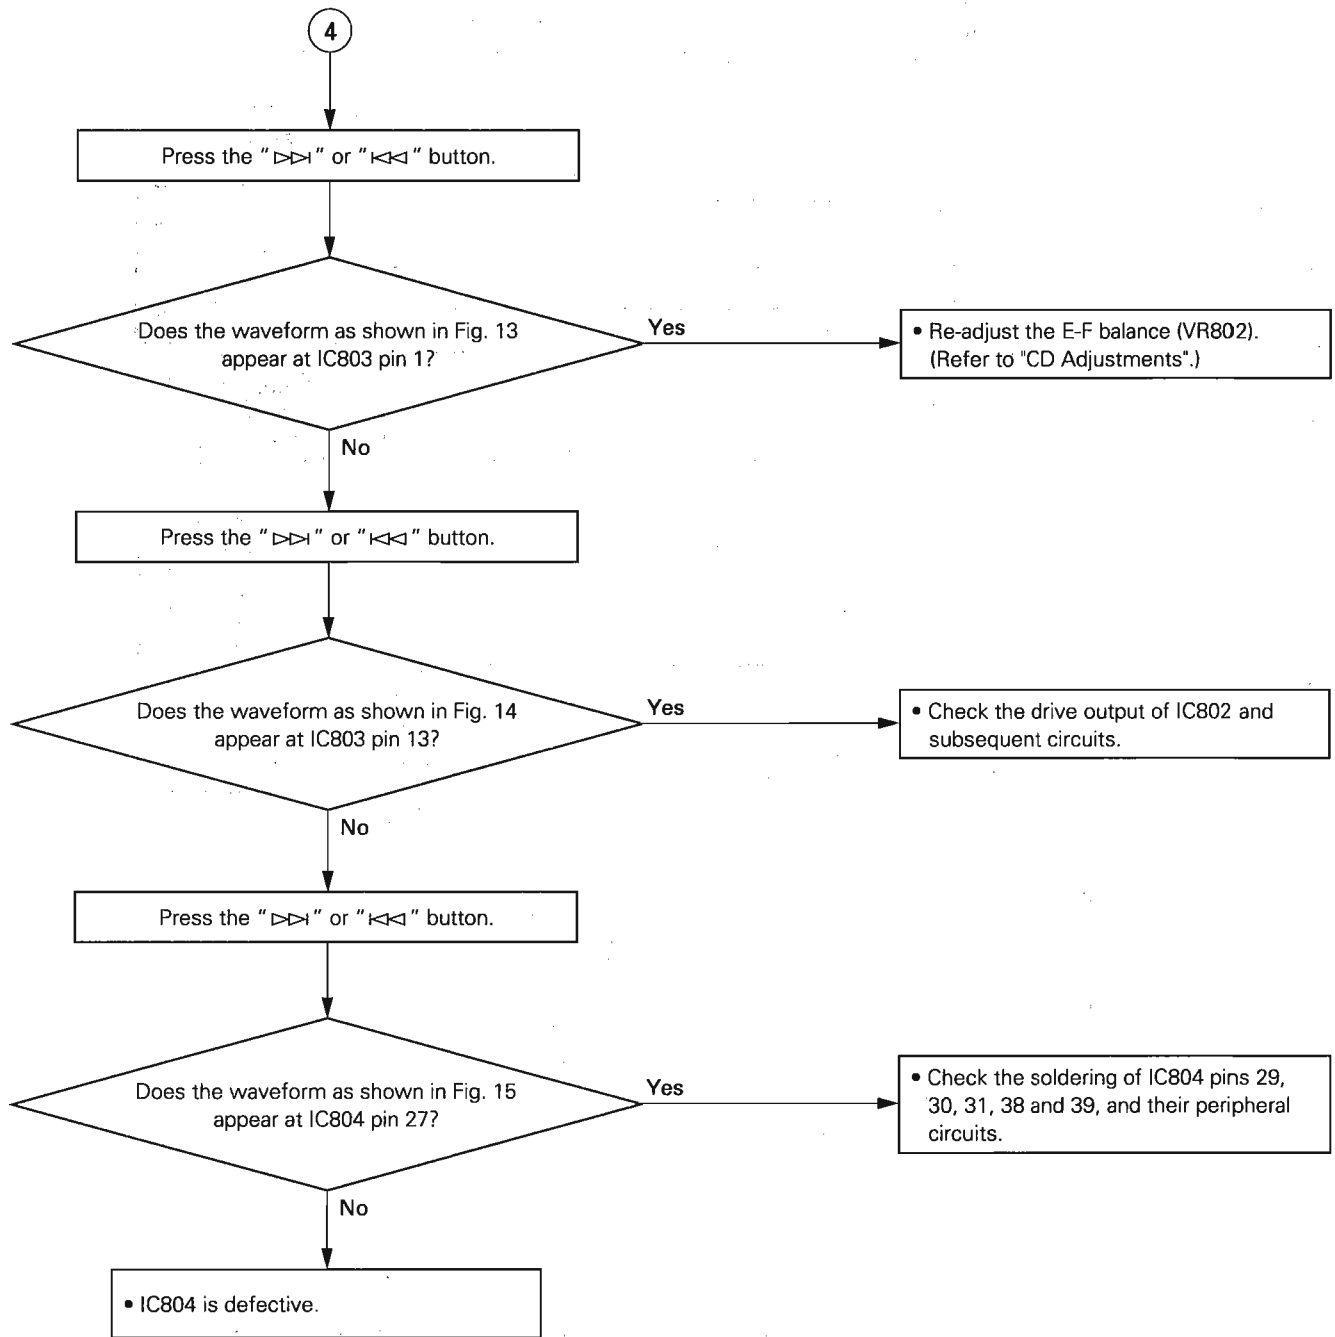 4
Press the "▷▷I" or "I◁◁" button.
Does the waveform as shown in Fig. 13
appear at IC803 pin 1?
Yes
• Re-adjust the E-F balance (VR802).
(Refer to "CD Adjustments".)
No
Press the "▷▷I" or "I◁◁" button.
Does the waveform as shown in Fig. 14
appear at IC803 pin 13?
Yes
• Check the drive output of IC802 and
subsequent circuits.
No
Press the "▷▷I" or "I◁◁" button.
Does the waveform as shown in Fig. 15
appear at IC804 pin 27?
Yes
• Check the soldering of IC804 pins 29,
30, 31, 38 and 39, and their peripheral
circuits.
No
• IC804 is defective.